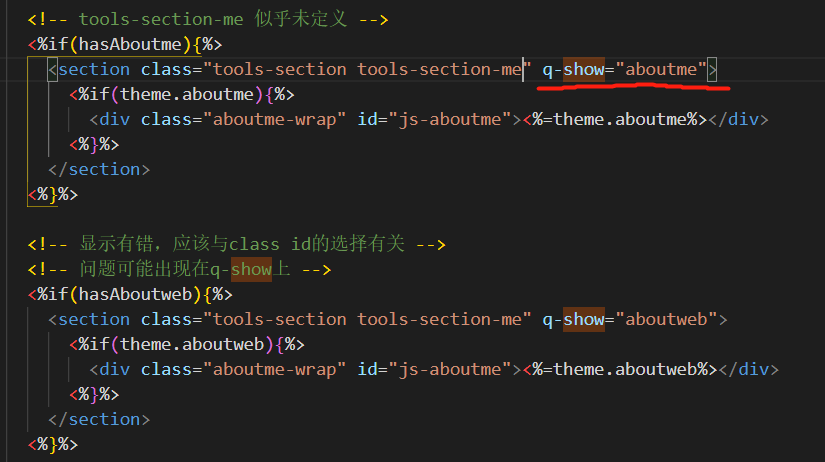 <!-- tools-section-me 似乎未定义 -->
<%if(hasAboutme){%>
<section class="tools-section tools-section-me" q-show="aboutme">
<%if(theme.aboutme){%>
<div class="aboutme-wrap" id="js-aboutme"><%=theme.aboutme%></div>
<%}%>
</section>
<%}%>
<!-- 显示有错，应该与class id的选择有关 -->
<!-- 问题可能出现在q-show上 -->
<%if(hasAboutweb){%>
<section class="tools-section tools-section-me" q-show="aboutweb">
<%if(theme.aboutweb){%>
<div class="aboutme-wrap" id="js-aboutme"><%=theme.aboutweb%></div>
<%}%>
</section>
<%}%>